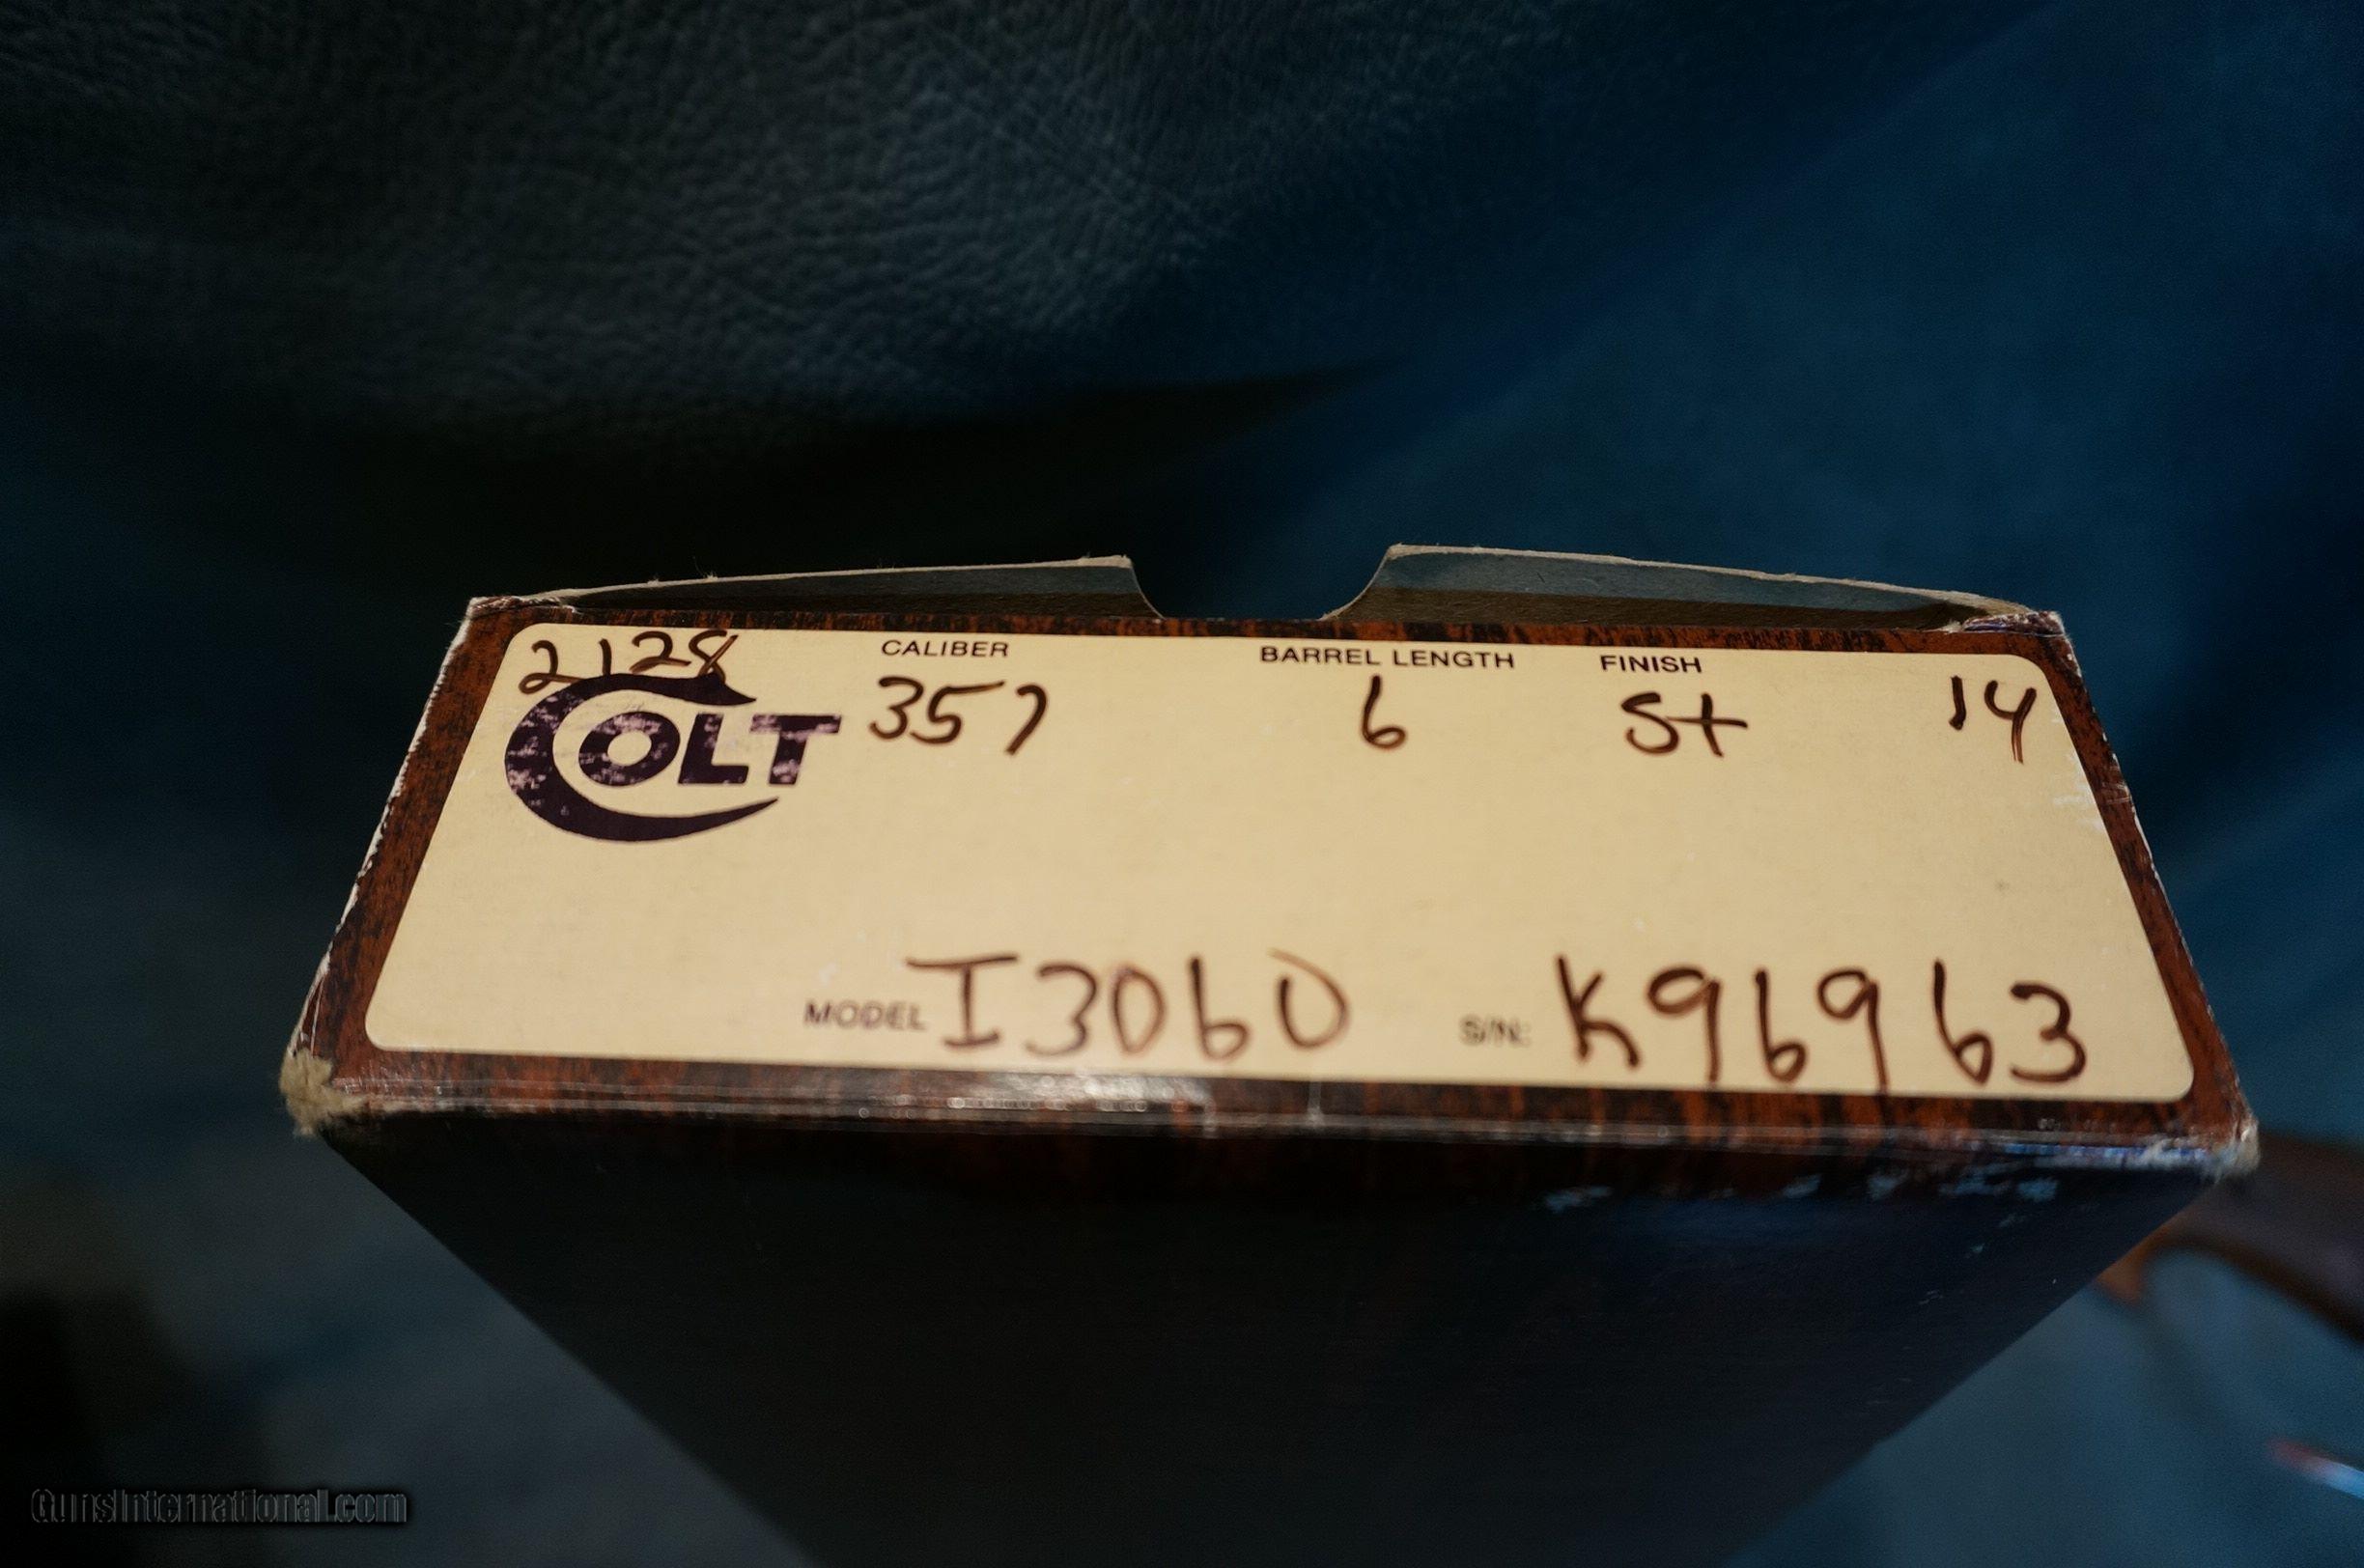 2128
CALIBER BARREL LENGTH FINISH
COLT 357 6 St 14
MODEL I3060 S/N: K96963
GunsInternational.com